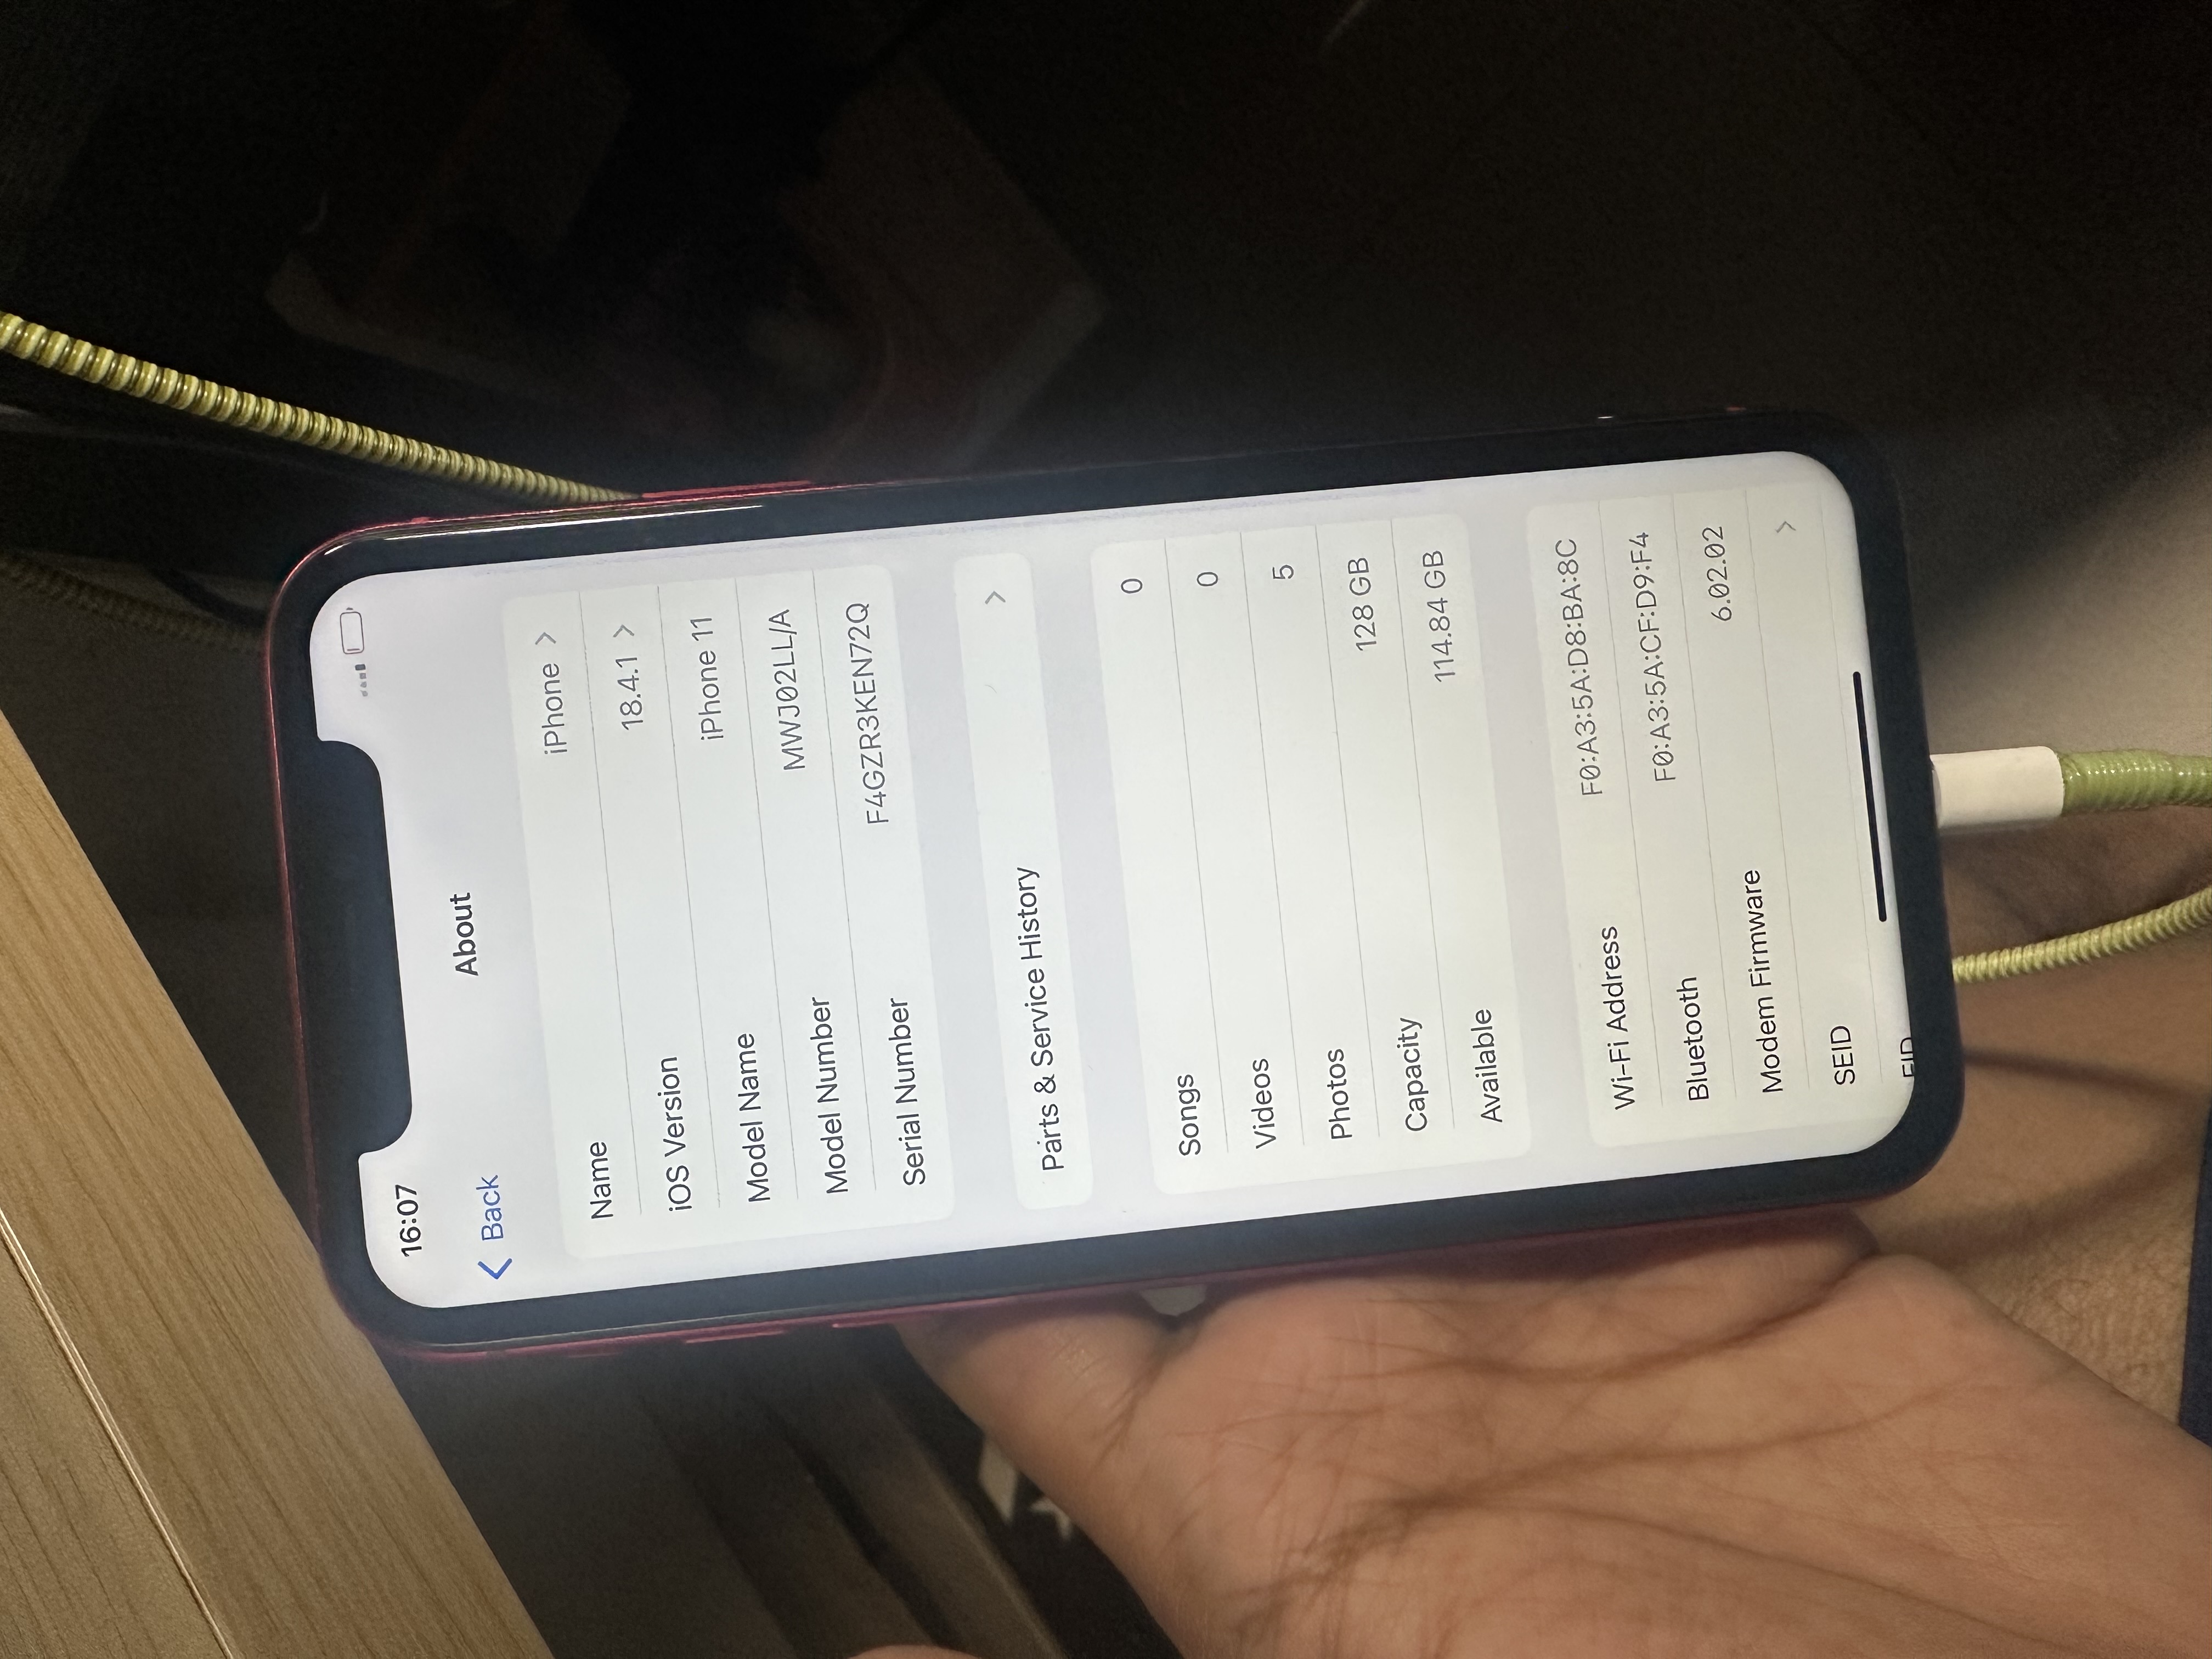 16:07
Back
About
Name iPhone
iOS Version 18.4.1
Model Name iPhone 11
Model Number MWJ02LL/A
Serial Number F4GZR3KEN72Q
Parts & Service History
Songs 0
Videos 0
Photos 5
Capacity 128 GB
Available 114.84 GB
Wi-Fi Address F0:A3:5A:D8:BA:8C
Bluetooth F0:A3:5A:CF:D9:F4
Modem Firmware 6.02.02
SEID
EID